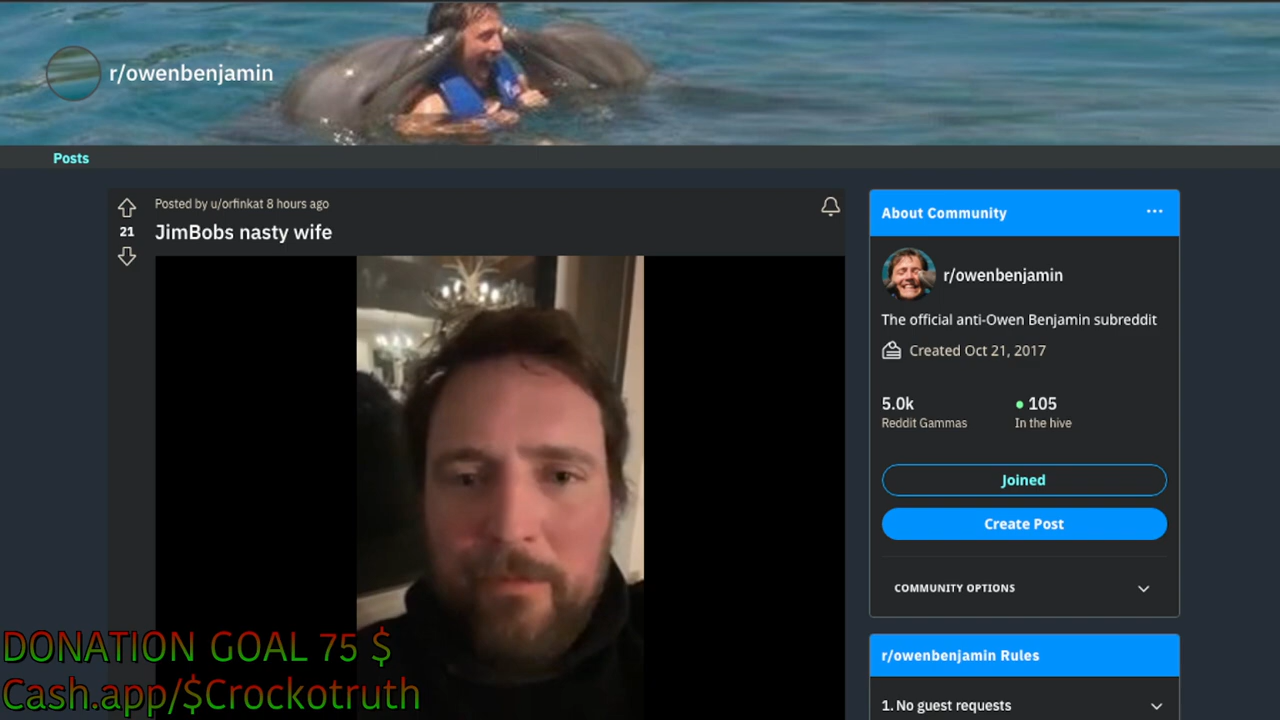 r/owenbenjamin
Posts
Posted by u/orfinkat 8 hours ago
21
JimBobs nasty wife
About Community
r/owenbenjamin
The official anti-Owen Benjamin subreddit
Created Oct 21, 2017
5.0k
105
Reddit Gammas
In the hive
Joined
Create Post
COMMUNITY OPTIONS
r/owenbenjamin Rules
1. No guest requests
DONATION GOAL 75 $
Cash.app/$Crockotruth